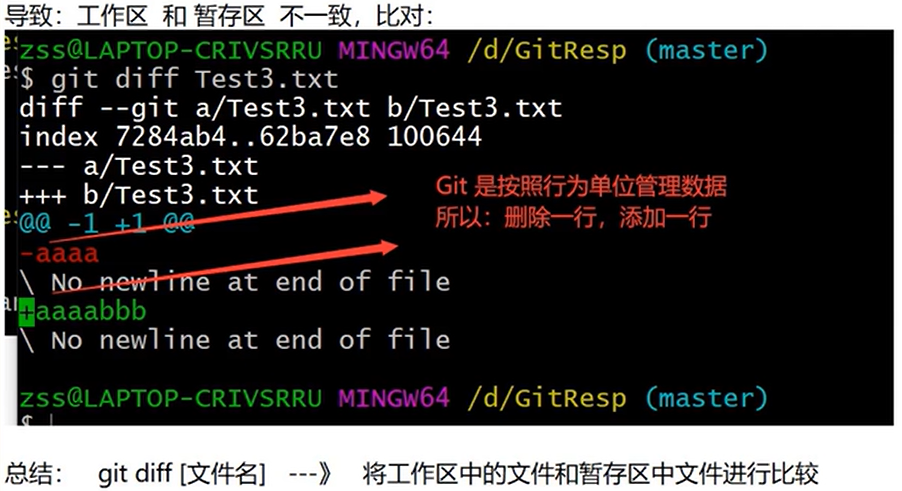 导致：工作区 和 暂存区 不一致，比对：
zss@LAPTOP-CRIVSRRU MINGW64 /d/GitResp (master)
$ git diff Test3.txt
diff --git a/Test3.txt b/Test3.txt
index 7284ab4..62ba7e8 100644
--- a/Test3.txt
+++ b/Test3.txt
@@ -1 +1 @@
-aaaa
\ No newline at end of file
+aaaabbb
\ No newline at end of file
Git 是按照行为单位管理数据
所以：删除一行，添加一行
zss@LAPTOP-CRIVSRRU MINGW64 /d/GitResp (master)
$
总结： git diff [文件名] ---》 将工作区中的文件和暂存区中文件进行比较